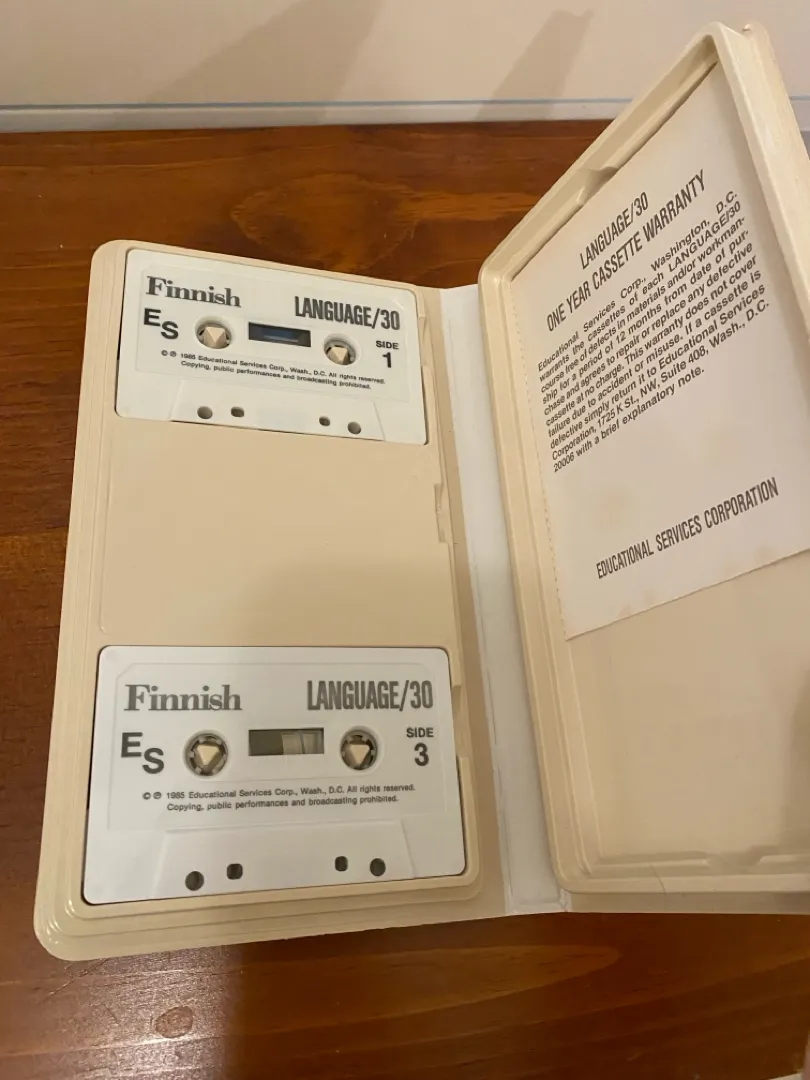 Finnish
LANGUAGE/30
ES
SIDE
1
© ℗ 1985 Educational Services Corp., Wash., D.C. All rights reserved.
Copying, public performances and broadcasting prohibited.
Finnish
LANGUAGE/30
ES
SIDE
3
© ℗ 1985 Educational Services Corp., Wash., D.C. All rights reserved.
Copying, public performances and broadcasting prohibited.
LANGUAGE/30
ONE YEAR CASSETTE WARRANTY
Educational Services Corp., Washington, D.C.
warrants the cassettes of each LANGUAGE/30
course free of defects in materials and/or workman-
ship for a period of 12 months from date of pur-
chase and agrees to repair or replace any defective
cassette at no charge. This warranty does not cover
failure due to accident or misuse. If a cassette is
defective simply return it to Educational Services
Corporation, 1725 K St., NW, Suite 408, Wash., D.C.
20006 with a brief explanatory note.
EDUCATIONAL SERVICES CORPORATION